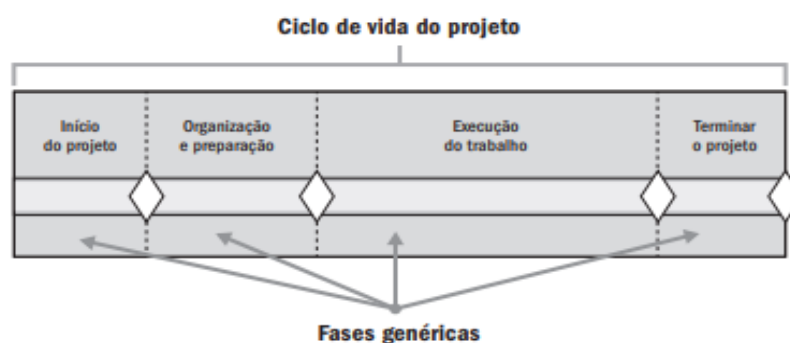 Ciclo de vida do projeto
Início
do projeto
Organização
e preparação
Execução
do trabalho
Terminar
o projeto
Fases genéricas